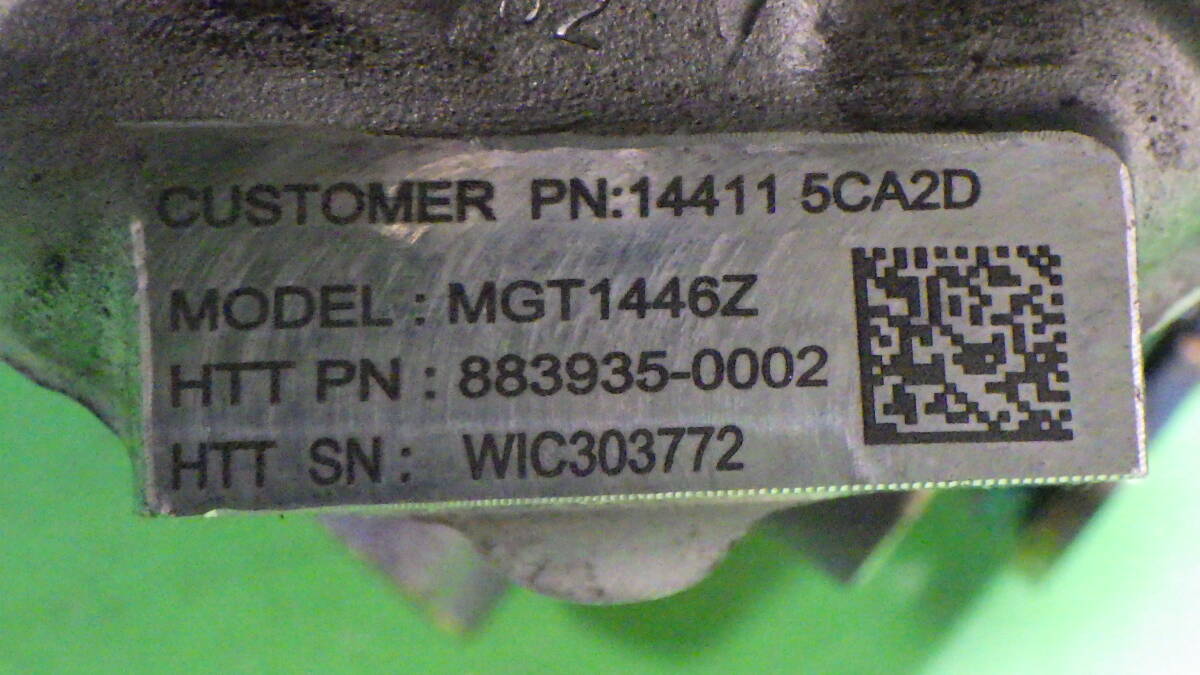 CUSTOMER PN:14411 5CA2D
MODEL : MGT1446Z
HTT PN : 883935-0002
HTT SN : WIC303772